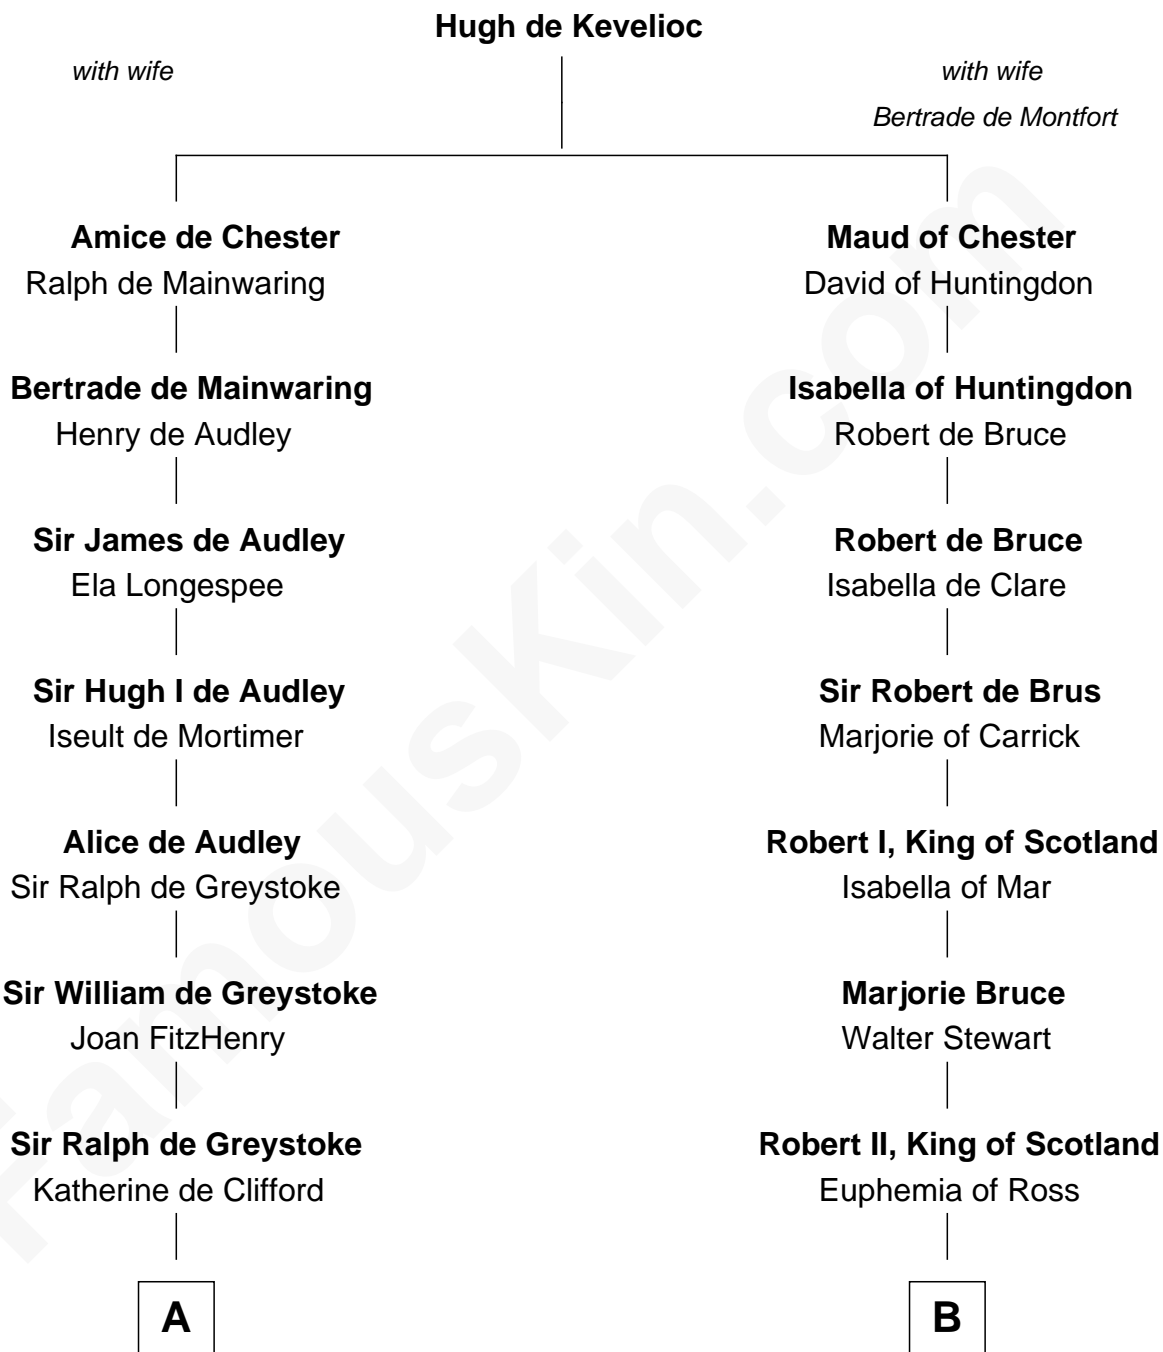 Hugh de Kevelioc
with wife
with wife
Bertrade de Montfort
Amice de Chester
Ralph de Mainwaring
Maud of Chester
David of Huntingdon
Bertrade de Mainwaring
Henry de Audley
Isabella of Huntingdon
Robert de Bruce
Sir James de Audley
Ela Longespee
Robert de Bruce
Isabella de Clare
Sir Hugh I de Audley
Iseult de Mortimer
Sir Robert de Brus
Marjorie of Carrick
Alice de Audley
Sir Ralph de Greystoke
Robert I, King of Scotland
Isabella of Mar
Sir William de Greystoke
Joan FitzHenry
Marjorie Bruce
Walter Stewart
Sir Ralph de Greystoke
Katherine de Clifford
Robert II, King of Scotland
Euphemia of Ross
A
B
FamousKin.com